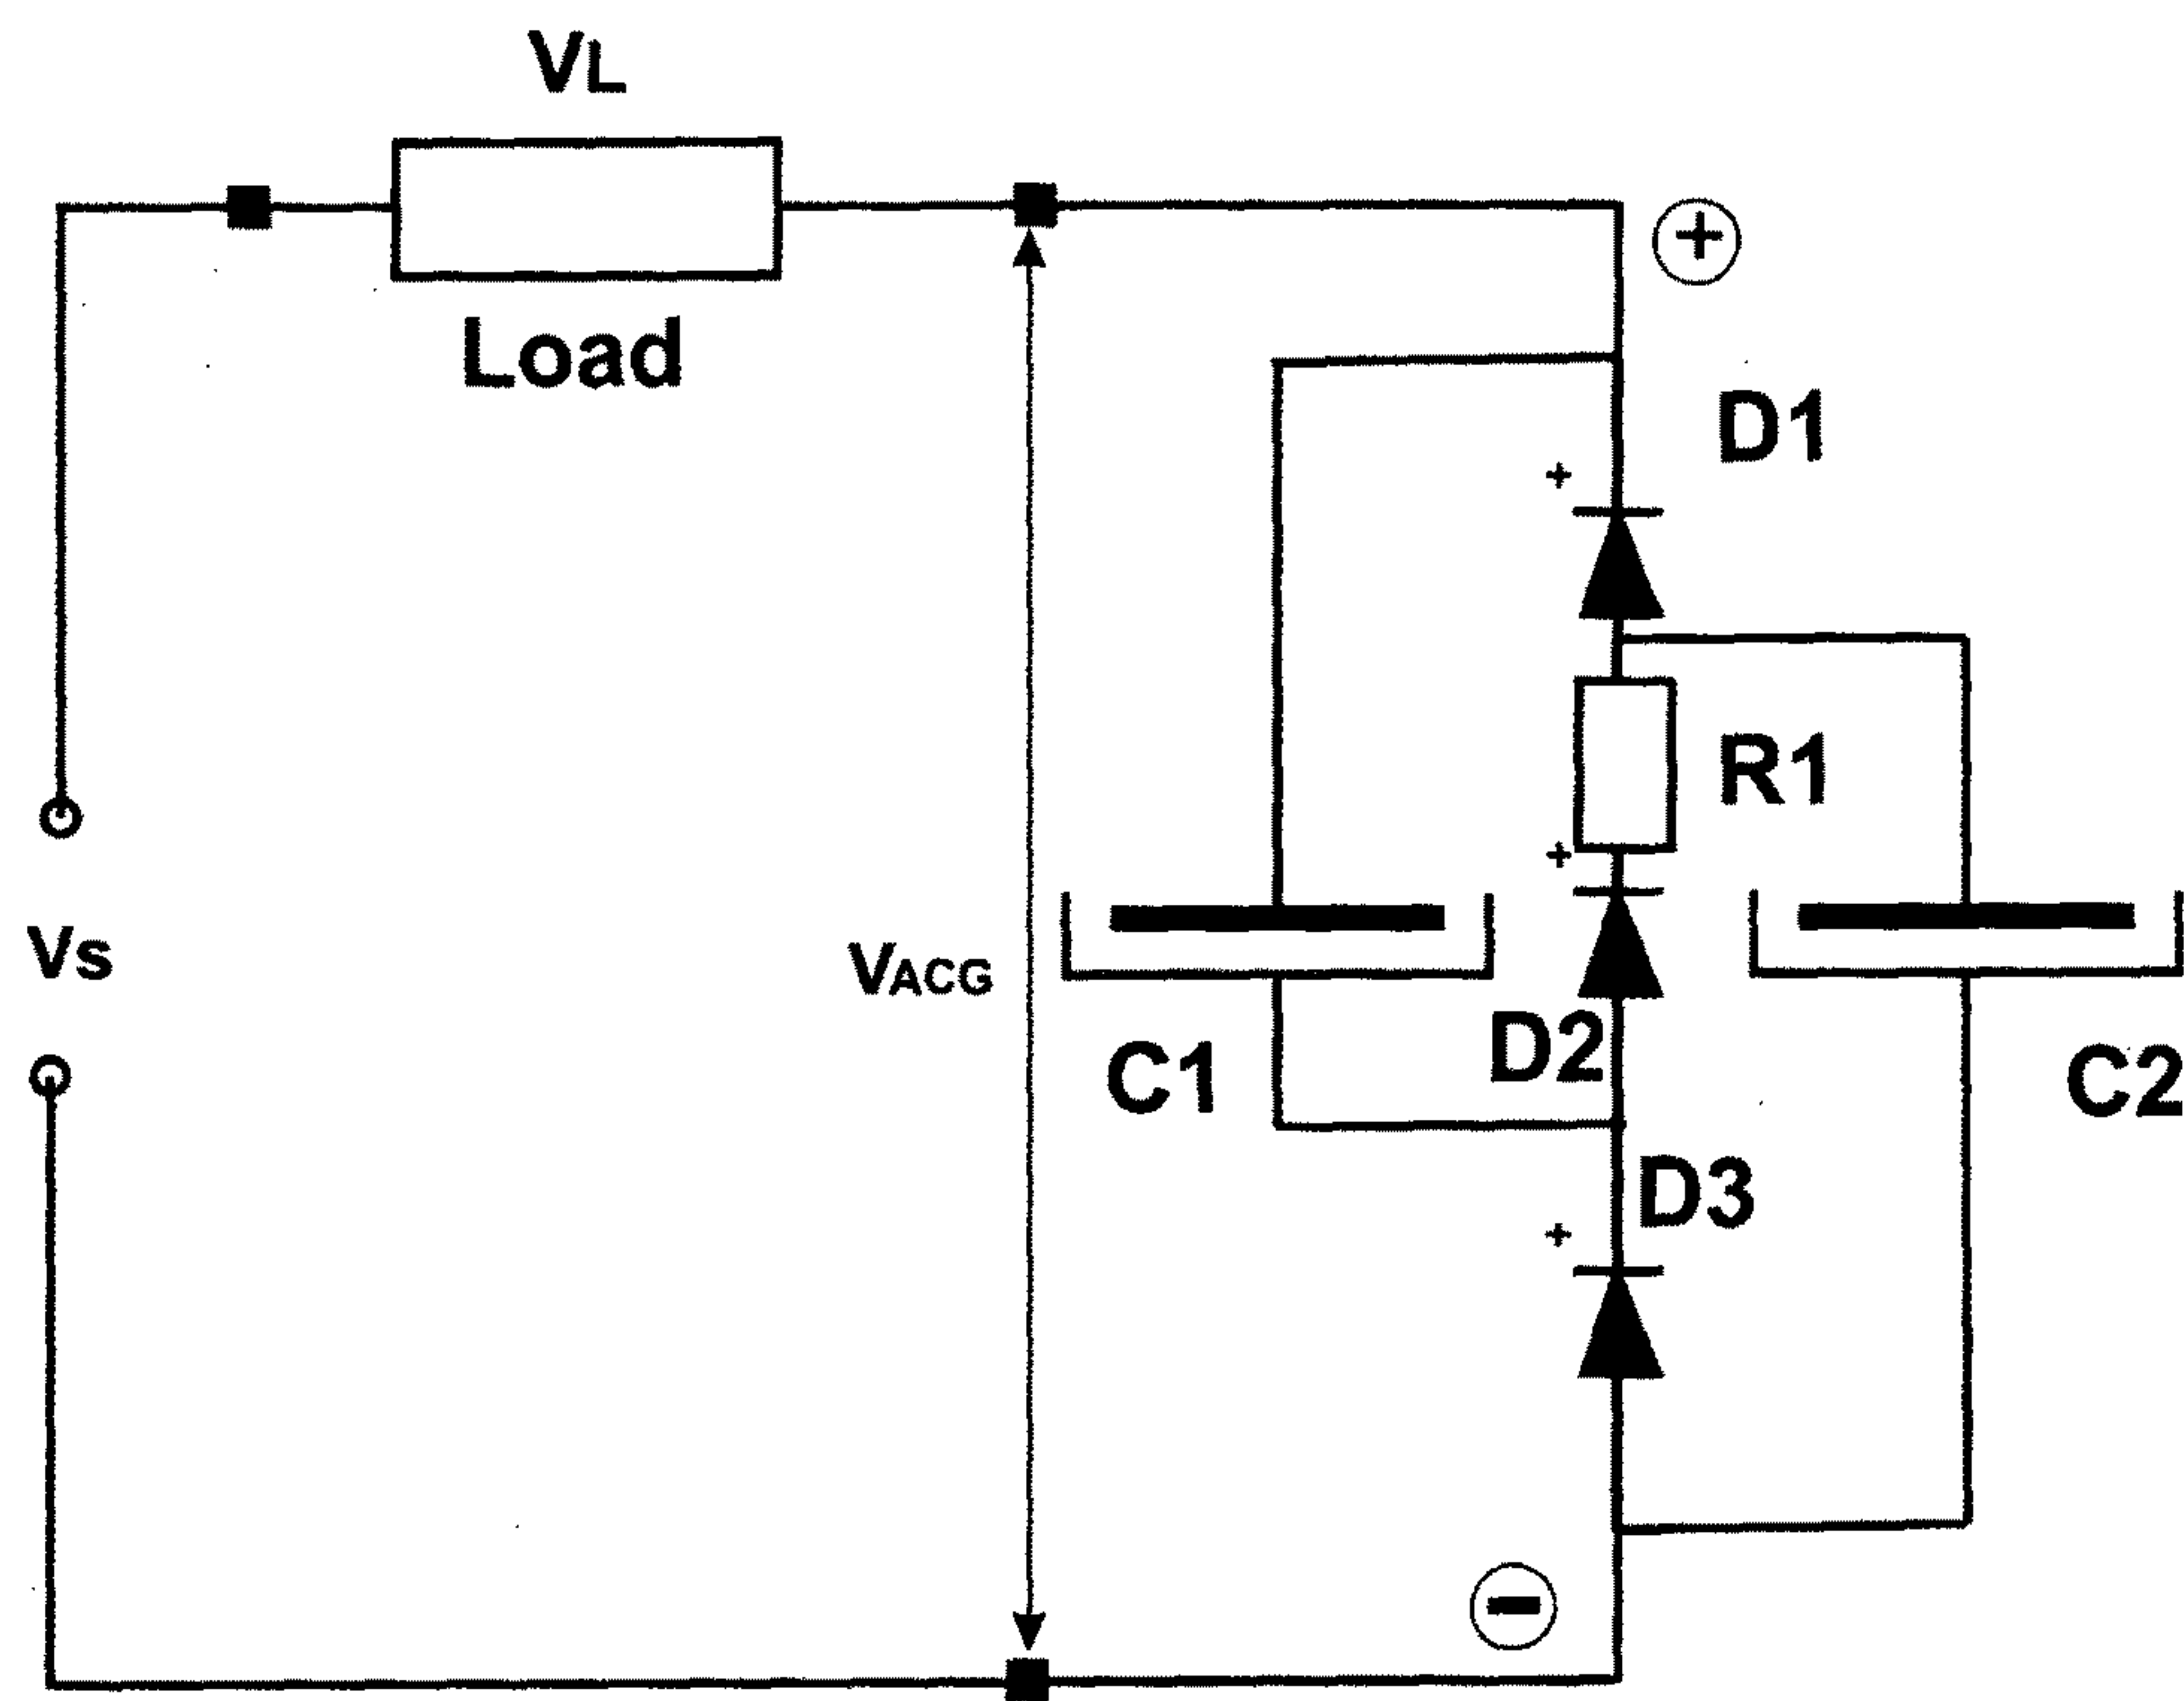 VL
Load
+
D1
+
R1
+
Vs
VACG
C1
D2
C2
D3
+
-